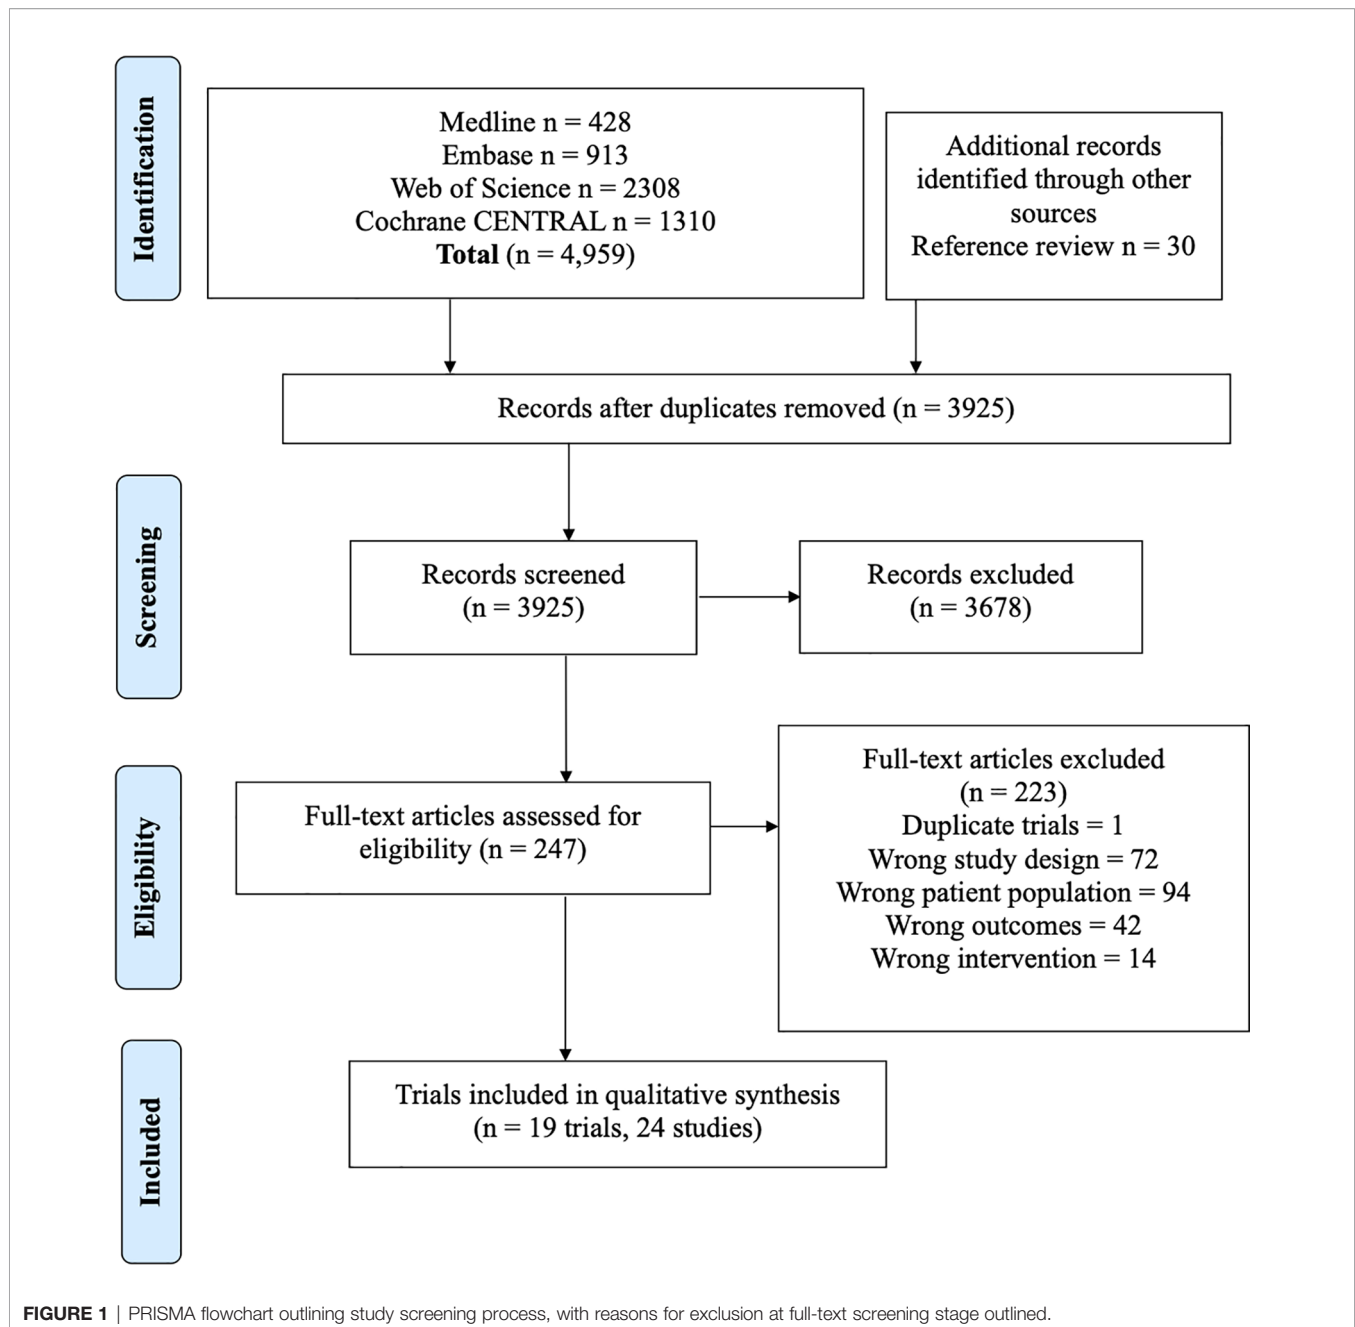 Identification
Medline n = 428
Embase n = 913
Web of Science n = 2308
Cochrane CENTRAL n = 1310
Total (n = 4,959)
Additional records
identified through other
sources
Reference review n = 30
Records after duplicates removed (n = 3925)
Screening
Records screened
(n = 3925)
Records excluded
(n = 3678)
Eligibility
Full-text articles assessed for
eligibility (n = 247)
Full-text articles excluded
(n = 223)
Duplicate trials = 1
Wrong study design = 72
Wrong patient population = 94
Wrong outcomes = 42
Wrong intervention = 14
Included
Trials included in qualitative synthesis
(n = 19 trials, 24 studies)
FIGURE 1 | PRISMA flowchart outlining study screening process, with reasons for exclusion at full-text screening stage outlined.